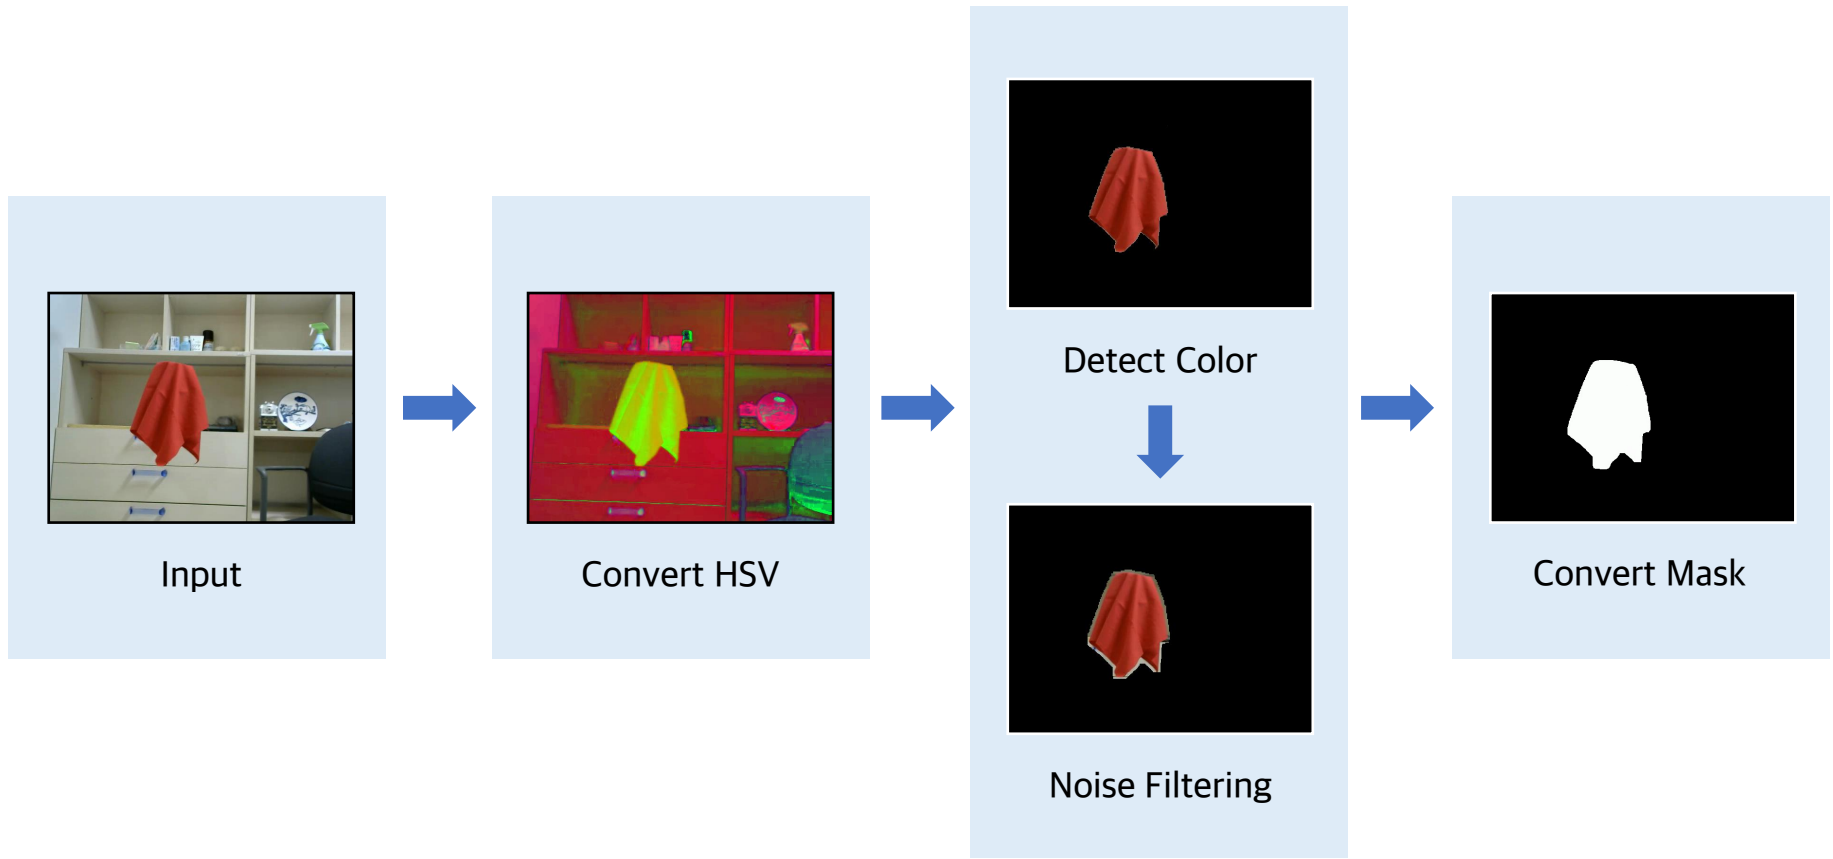 Input
Convert HSV
Detect Color
Noise Filtering
Convert Mask